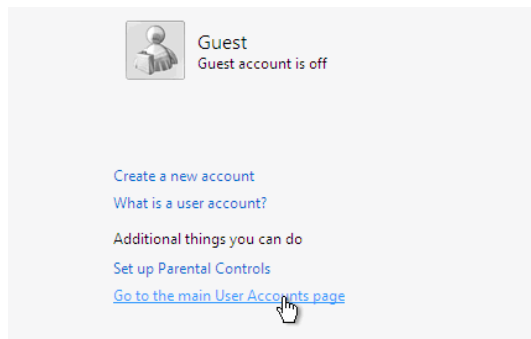 Guest
Guest account is off
Create a new account
What is a user account?
Additional things you can do
Set up Parental Controls
Go to the main User Accounts page